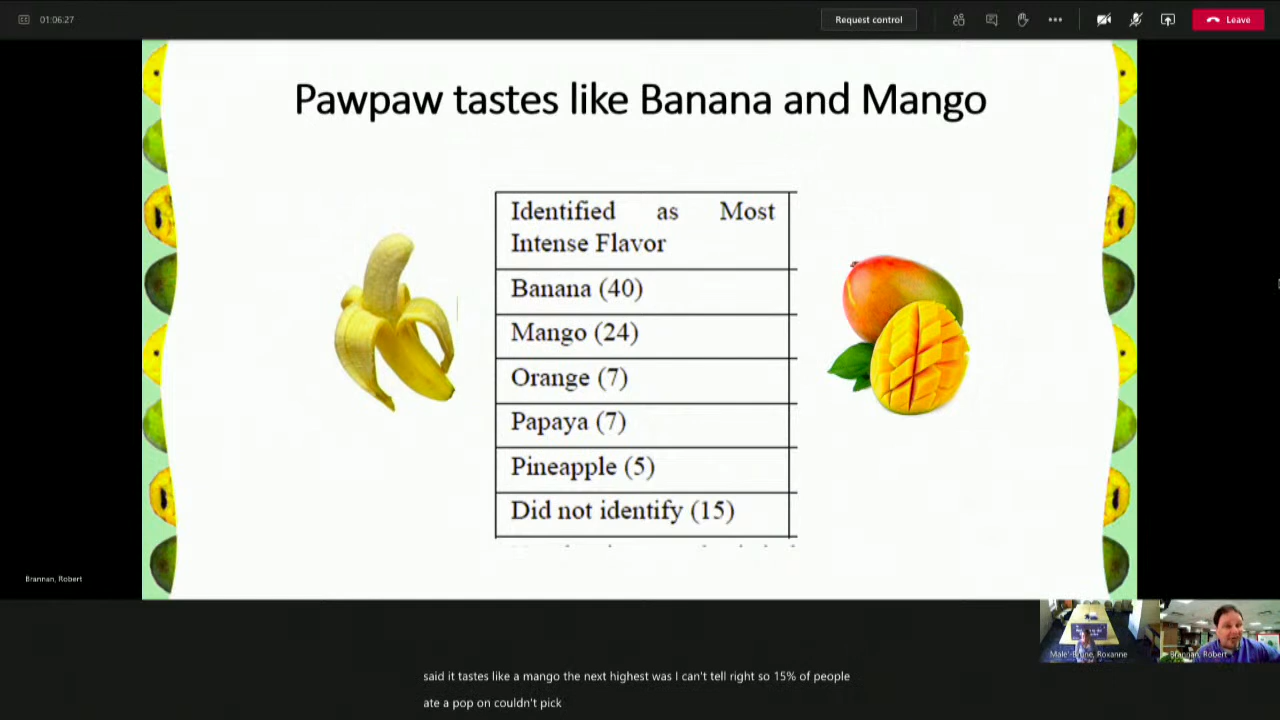 01:06:27
Request control
Leave
Pawpaw tastes like Banana and Mango
Identified as Most
Intense Flavor
Banana (40)
Mango (24)
Orange (7)
Papaya (7)
Pineapple (5)
Did not identify (15)
Brannan, Robert
Roxanne
Brannan, Robert
said it tastes like a mango the next highest was I can't tell right so 15% of people
ate a pop on couldn't pick